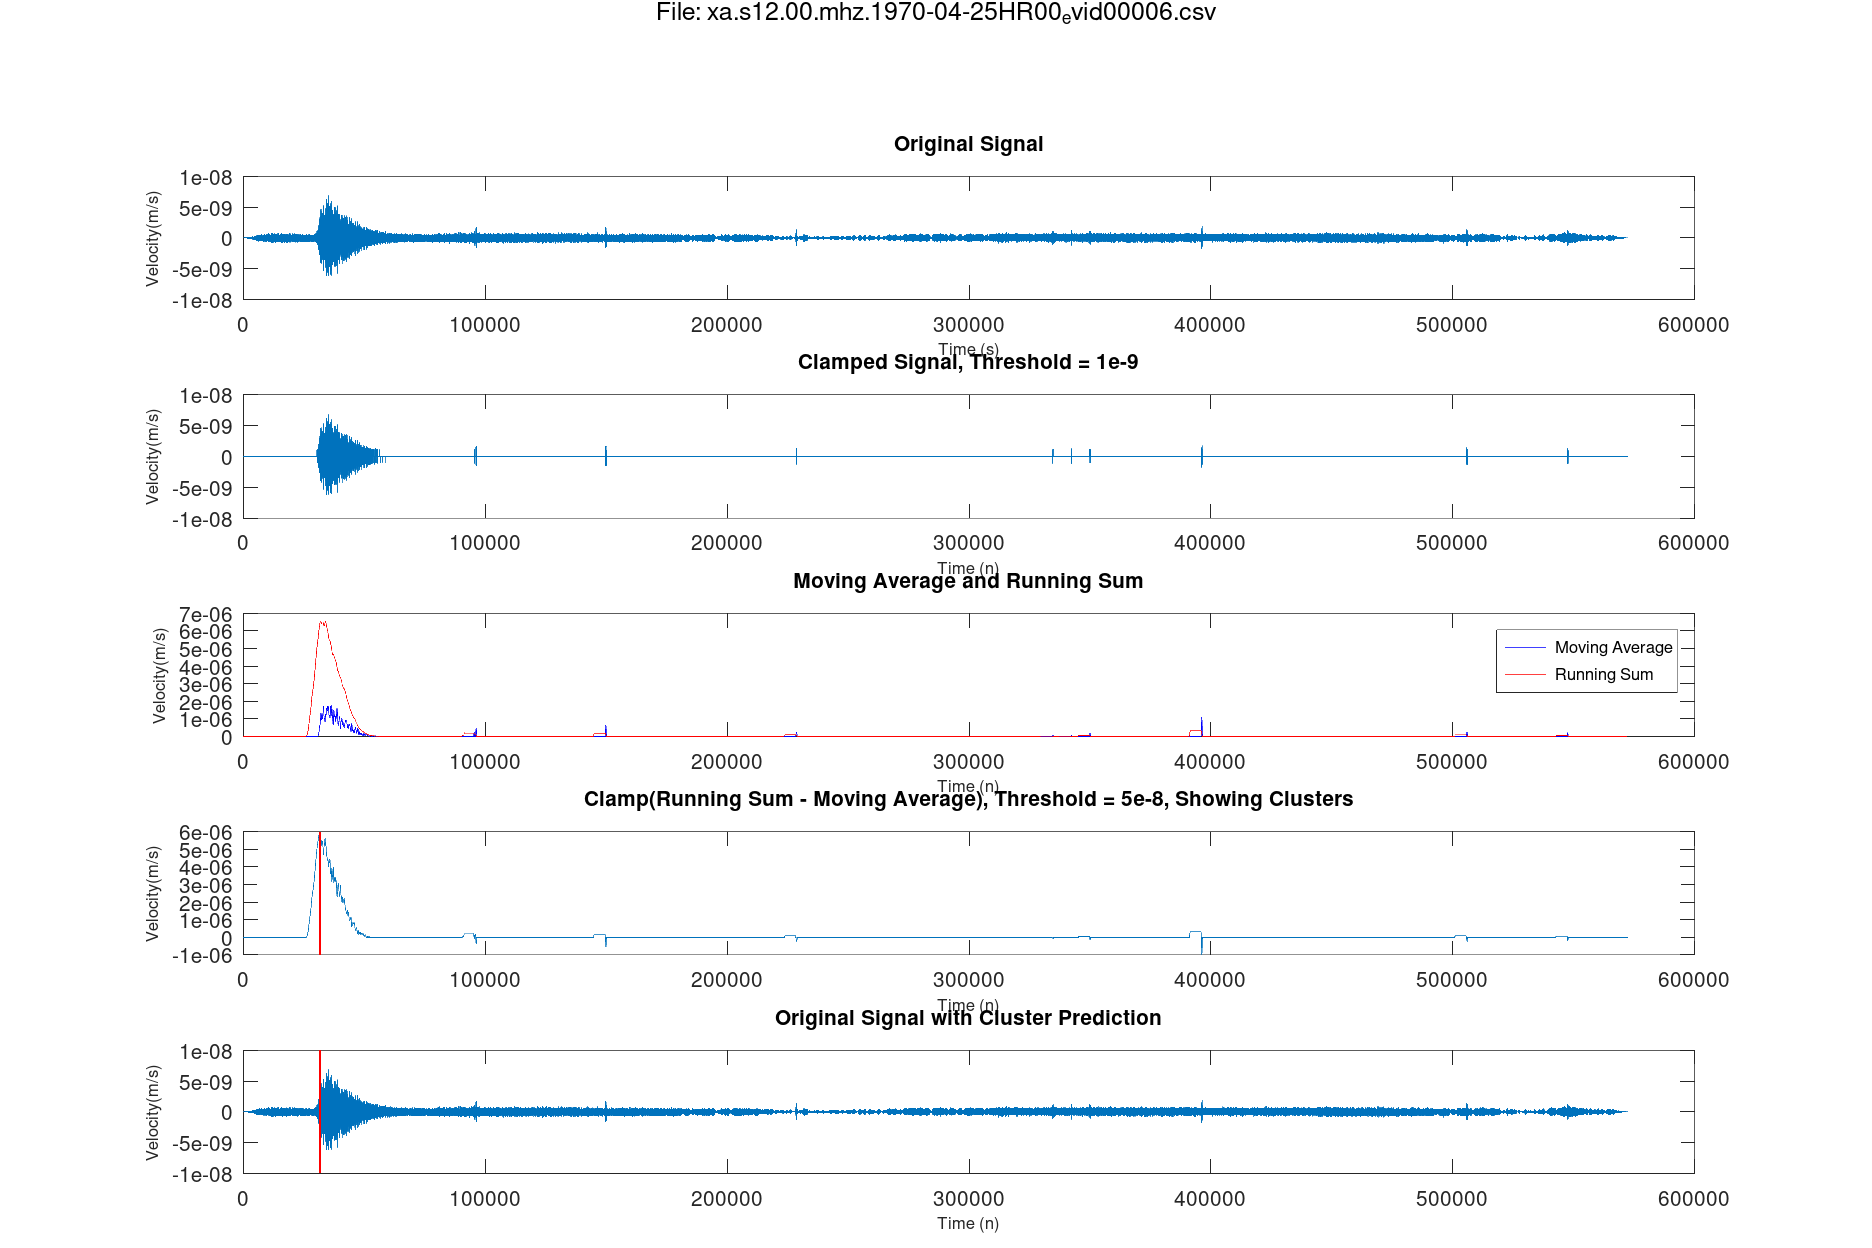 File: xa.s12.00.mhz.1970-04-25HR00evid00006.csv
Original Signal
Velocity(m/s)
1e-08
5e-09
0
-5e-09
-1e-08
0 100000 200000 300000 400000 500000 600000
Time (s)
Clamped Signal, Threshold = 1e-9
Velocity(m/s)
1e-08
5e-09
0
-5e-09
-1e-08
0 100000 200000 300000 400000 500000 600000
Time (n)
Moving Average and Running Sum
Velocity(m/s)
7e-06
6e-06
5e-06
4e-06
3e-06
2e-06
1e-06
0
Moving Average
Running Sum
0 100000 200000 300000 400000 500000 600000
Time (n)
Clamp(Running Sum - Moving Average), Threshold = 5e-8, Showing Clusters
Velocity(m/s)
6e-06
5e-06
4e-06
3e-06
2e-06
1e-06
0
-1e-06
0 100000 200000 300000 400000 500000 600000
Time (n)
Original Signal with Cluster Prediction
Velocity(m/s)
1e-08
5e-09
0
-5e-09
-1e-08
0 100000 200000 300000 400000 500000 600000
Time (n)